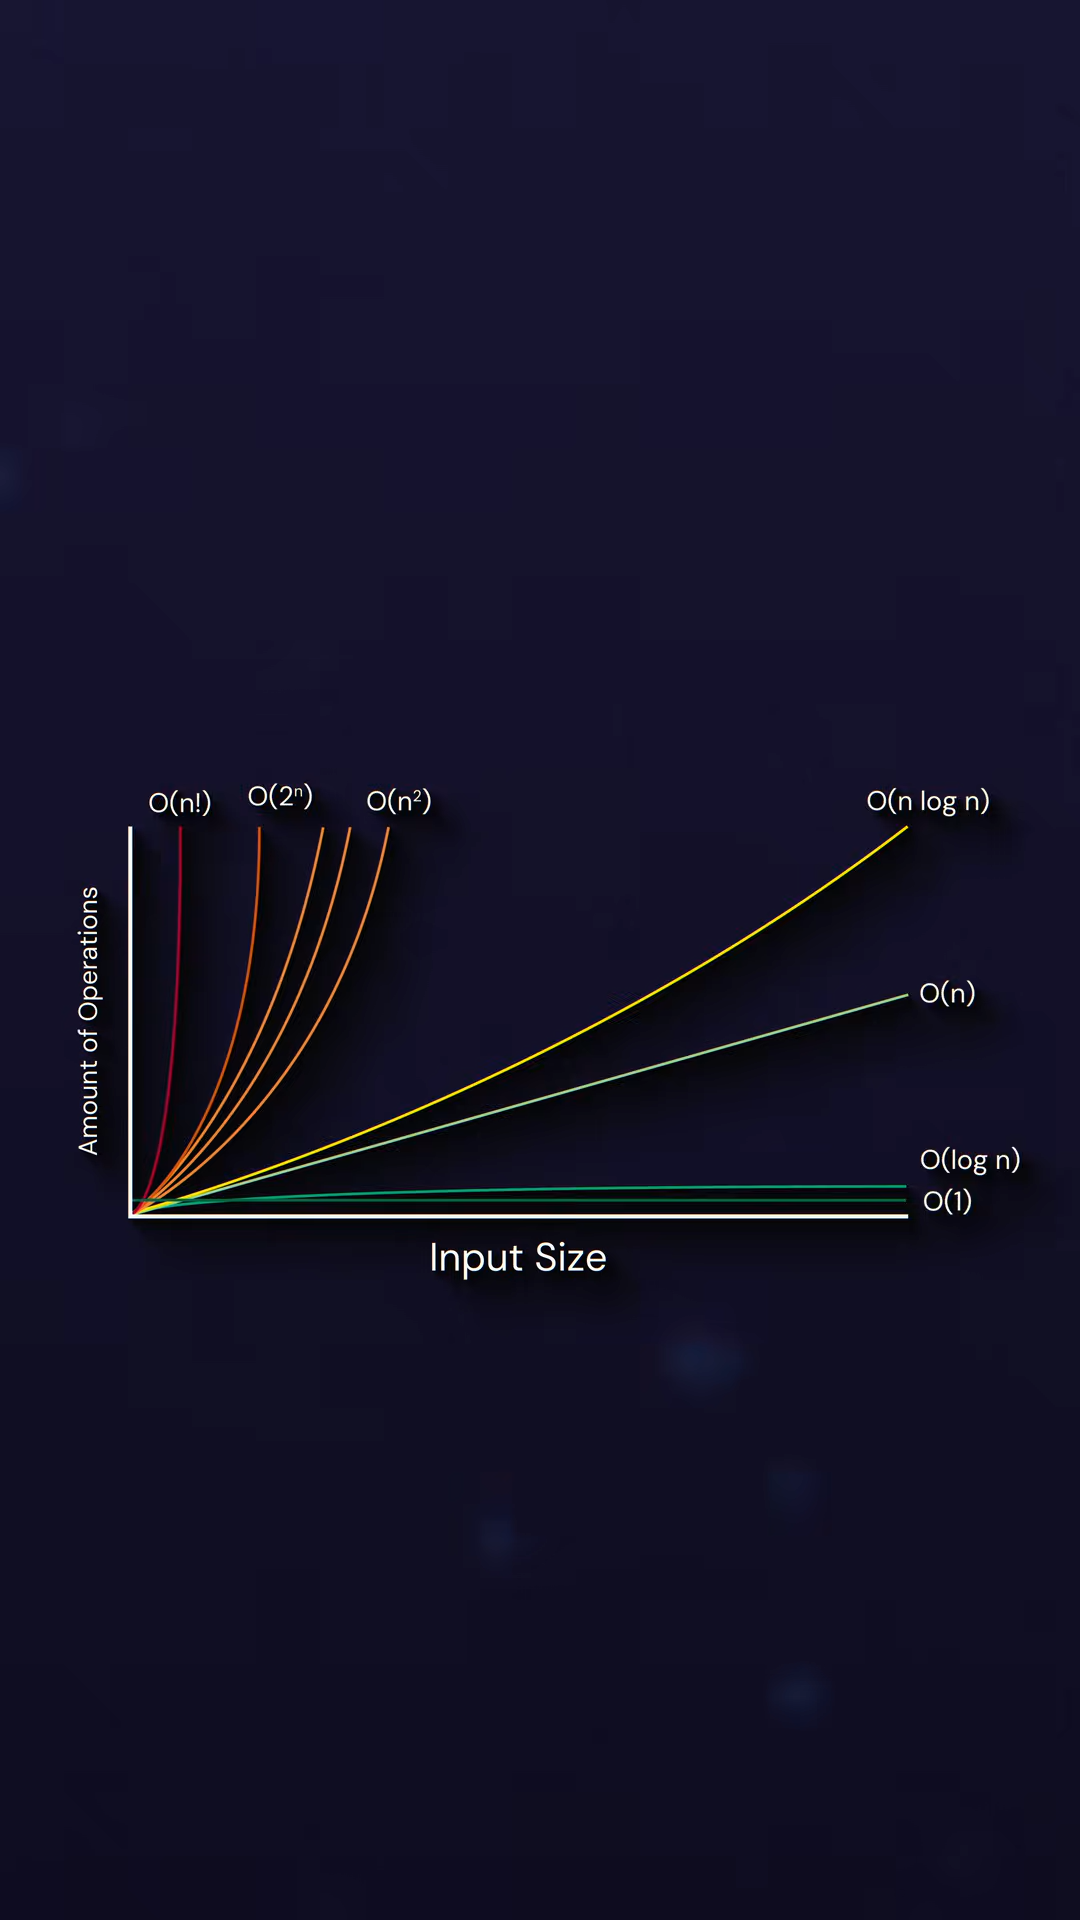 O(n!)
O(2ⁿ)
O(n²)
O(n log n)
Amount of Operations
O(n)
O(log n)
O(1)
Input Size